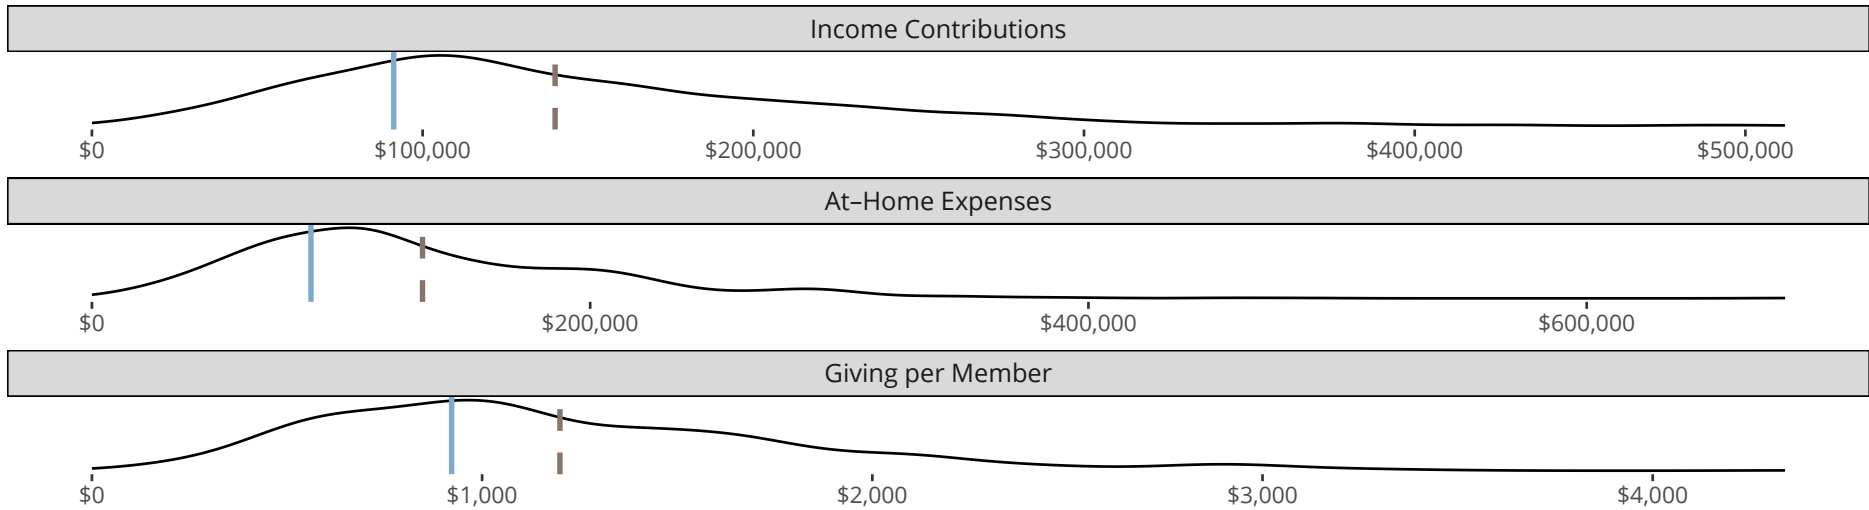 Income Contributions
$0 $100,000 $200,000 $300,000 $400,000 $500,000
At–Home Expenses
$0 $200,000 $400,000 $600,000
Giving per Member
$0 $1,000 $2,000 $3,000 $4,000